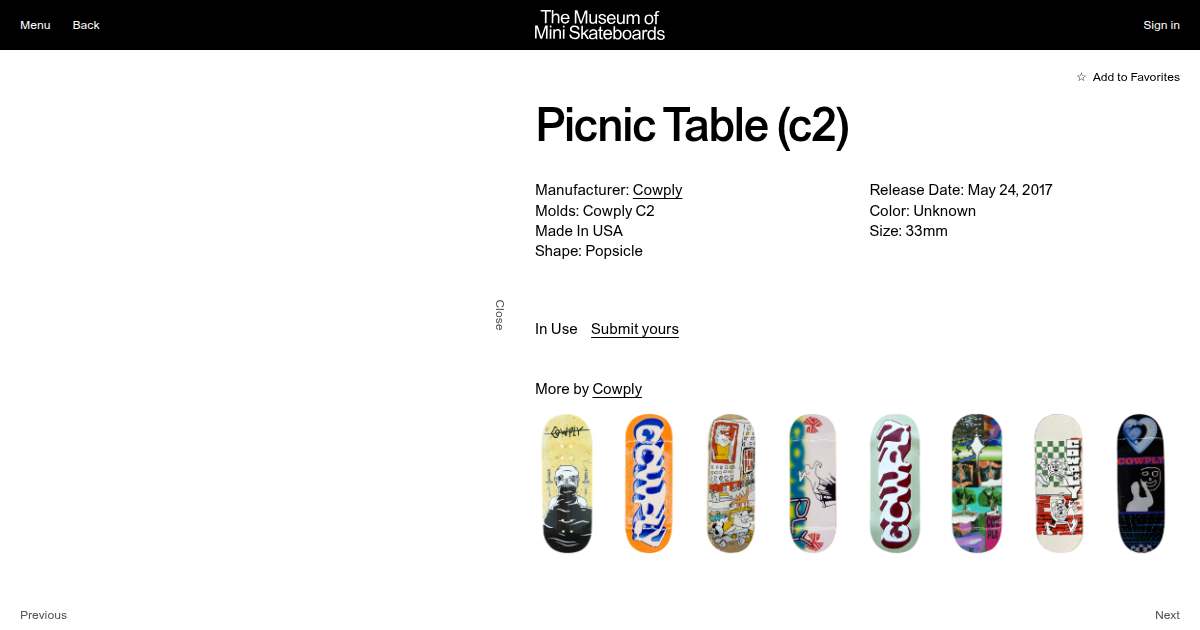 Menu
Back
The Museum of
Mini Skateboards
Sign in
☆ Add to Favorites
Picnic Table (c2)
Manufacturer: Cowply
Molds: Cowply C2
Made In USA
Shape: Popsicle
Release Date: May 24, 2017
Color: Unknown
Size: 33mm
Close
In Use Submit yours
More by Cowply
COWPLY
COWPLY
Previous
Next